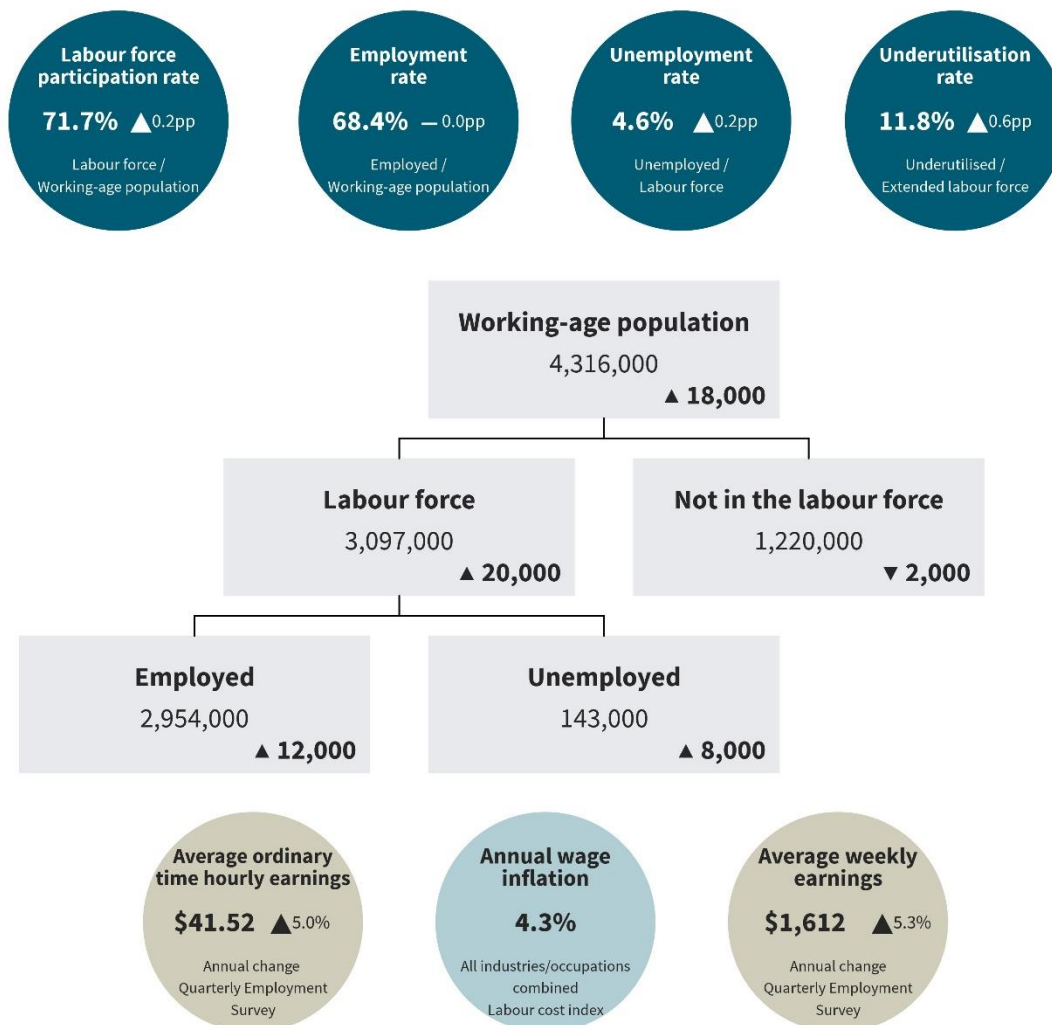 Labour force
participation rate
71.7% ▲0.2pp
Labour force /
Working-age population
Employment
rate
68.4% — 0.0pp
Employed /
Working-age population
Unemployment
rate
4.6% ▲0.2pp
Unemployed /
Labour force
Underutilisation
rate
11.8% ▲0.6pp
Underutilised /
Extended labour force
Working-age population
4,316,000
▲ 18,000
Labour force
3,097,000
▲ 20,000
Not in the labour force
1,220,000
▼ 2,000
Employed
2,954,000
▲ 12,000
Unemployed
143,000
▲ 8,000
Average ordinary
time hourly earnings
$41.52 ▲5.0%
Annual change
Quarterly Employment
Survey
Annual wage
inflation
4.3%
All industries/occupations
combined
Labour cost index
Average weekly
earnings
$1,612 ▲5.3%
Annual change
Quarterly Employment
Survey